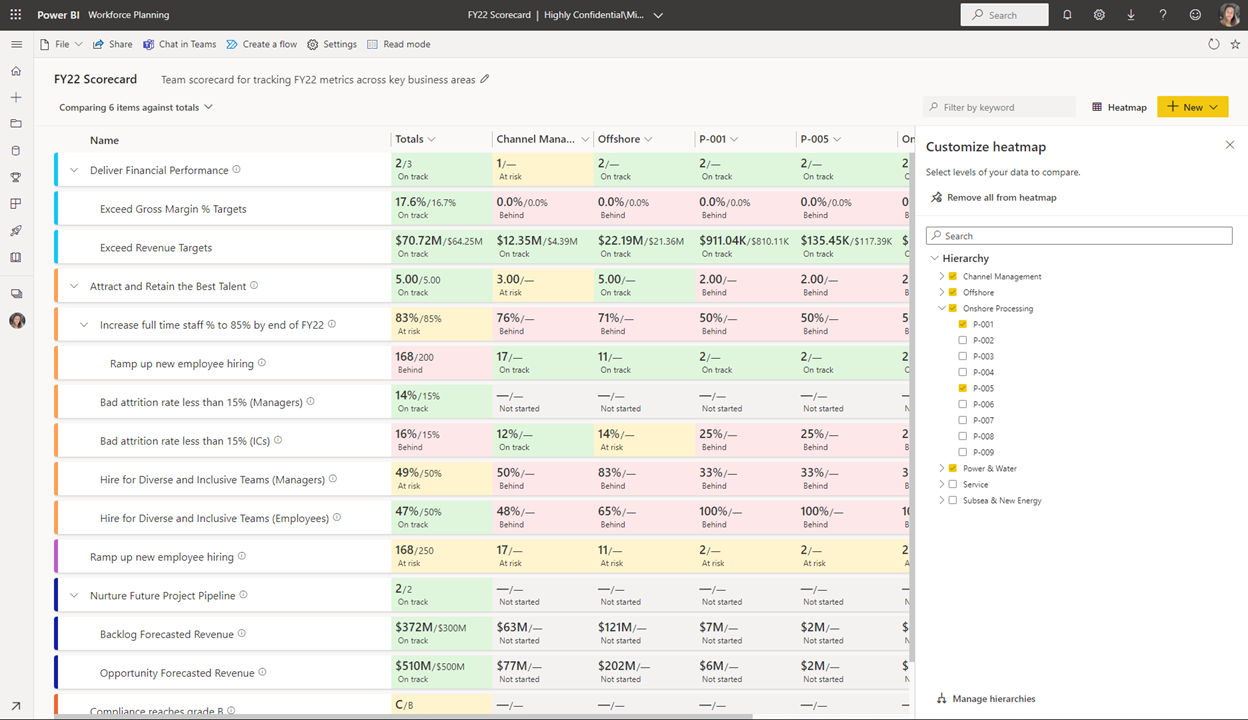 Power BI Workforce Planning FY22 Scorecard | Highly Confidential\Mi... Search
File Share Chat in Teams Create a flow Settings Read mode
FY22 Scorecard Team scorecard for tracking FY22 metrics across key business areas
Comparing 6 items against totals Filter by keyword Heatmap New
Name Totals Channel Mana... Offshore P-001 P-005 On
Deliver Financial Performance 2/3 1/— 2/— 2/— 2/— 2
On track At risk On track On track On track C
Exceed Gross Margin % Targets 17.6%/16.7% 0.0%/0.0% 0.0%/0.0% 0.0%/0.0% 0.0%/0.0% 0.
On track Behind Behind Behind Behind B
Exceed Revenue Targets $70.72M/$64.25M $12.35M/$4.39M $22.19M/$21.36M $911.04K/$810.11K $135.45K/$117.39K $
On track On track On track On track On track C
Attract and Retain the Best Talent 5.00/5.00 3.00/— 5.00/— 2.00/— 2.00/— 2
On track At risk On track Behind Behind B
Increase full time staff % to 85% by end of FY22 83%/85% 76%/— 71%/— 50%/— 50%/— 5
At risk Behind Behind Behind Behind B
Ramp up new employee hiring 168/200 17/— 11/— 2/— 2/— 2
Behind On track On track On track On track C
Bad attrition rate less than 15% (Managers) 14%/15% —/— —/— —/— —/— —
On track Not started Not started Not started Not started N
Bad attrition rate less than 15% (ICs) 16%/15% 12%/— 14%/— 25%/— 25%/— 2
Behind On track At risk Behind Behind B
Hire for Diverse and Inclusive Teams (Managers) 49%/50% 50%/— 83%/— 33%/— 33%/— 3
At risk Behind Behind Behind Behind B
Hire for Diverse and Inclusive Teams (Employees) 47%/50% 48%/— 65%/— 100%/— 100%/— 10
On track Behind Behind Behind Behind B
Ramp up new employee hiring 168/250 17/— 11/— 2/— 2/— 2
At risk At risk At risk At risk At risk A
Nurture Future Project Pipeline 2/2 —/— —/— —/— —/— —
On track Not started Not started Not started Not started N
Backlog Forecasted Revenue $372M/$300M $63M/— $121M/— $7M/— $2M/— $
On track Not started Not started Not started Not started N
Opportunity Forecasted Revenue $510M/$500M $77M/— $202M/— $6M/— $2M/— $
On track Not started Not started Not started Not started N
Compliance reaches grade B C/B —/— —/— —/— —/— —
Customize heatmap
Select levels of your data to compare.
Remove all from heatmap
Search
Hierarchy
Channel Management
Offshore
Onshore Processing
P-001
P-002
P-003
P-004
P-005
P-006
P-007
P-008
P-009
Power & Water
Service
Subsea & New Energy
Manage hierarchies